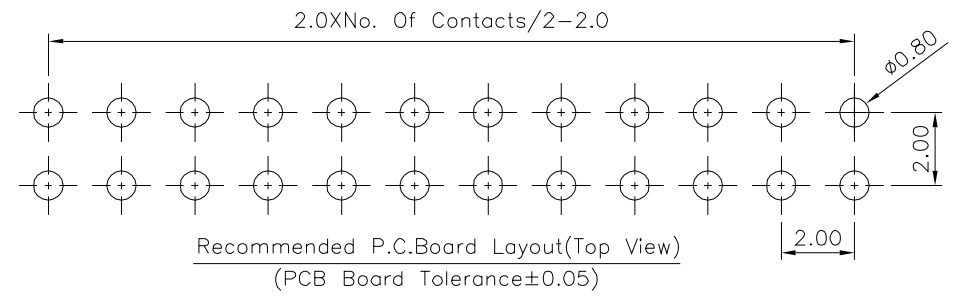 2.0XNo. Of Contacts/2-2.0
ø0.80
2.00
2.00
Recommended P.C.Board Layout(Top View)
(PCB Board Tolerance±0.05)